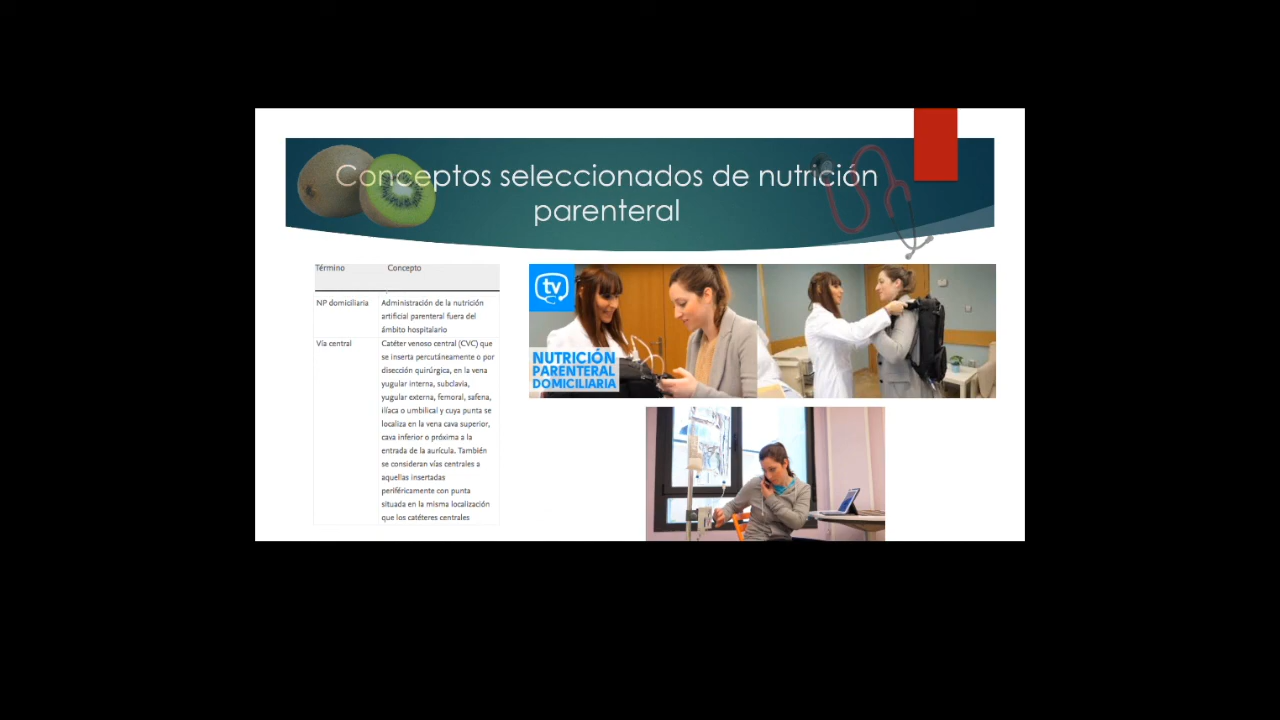 Conceptos seleccionados de nutrición
parenteral
Término Concepto
NP domiciliaria Administración de la nutrición
artificial parenteral fuera del
ámbito hospitalario
Vía central Catéter venoso central (CVC) que
se inserta percutáneamente o por
disección quirúrgica, en la vena
yugular interna, subclavia,
yugular externa, femoral, safena,
ilíaca o umbilical y cuya punta se
localiza en la vena cava superior,
cava inferior o próxima a la
entrada de la aurícula. También
se consideran vías centrales a
aquellas insertadas
periféricamente con punta
situada en la misma localización
que los catéteres centrales
tv
NUTRICIÓN
PARENTERAL
DOMICILIARIA